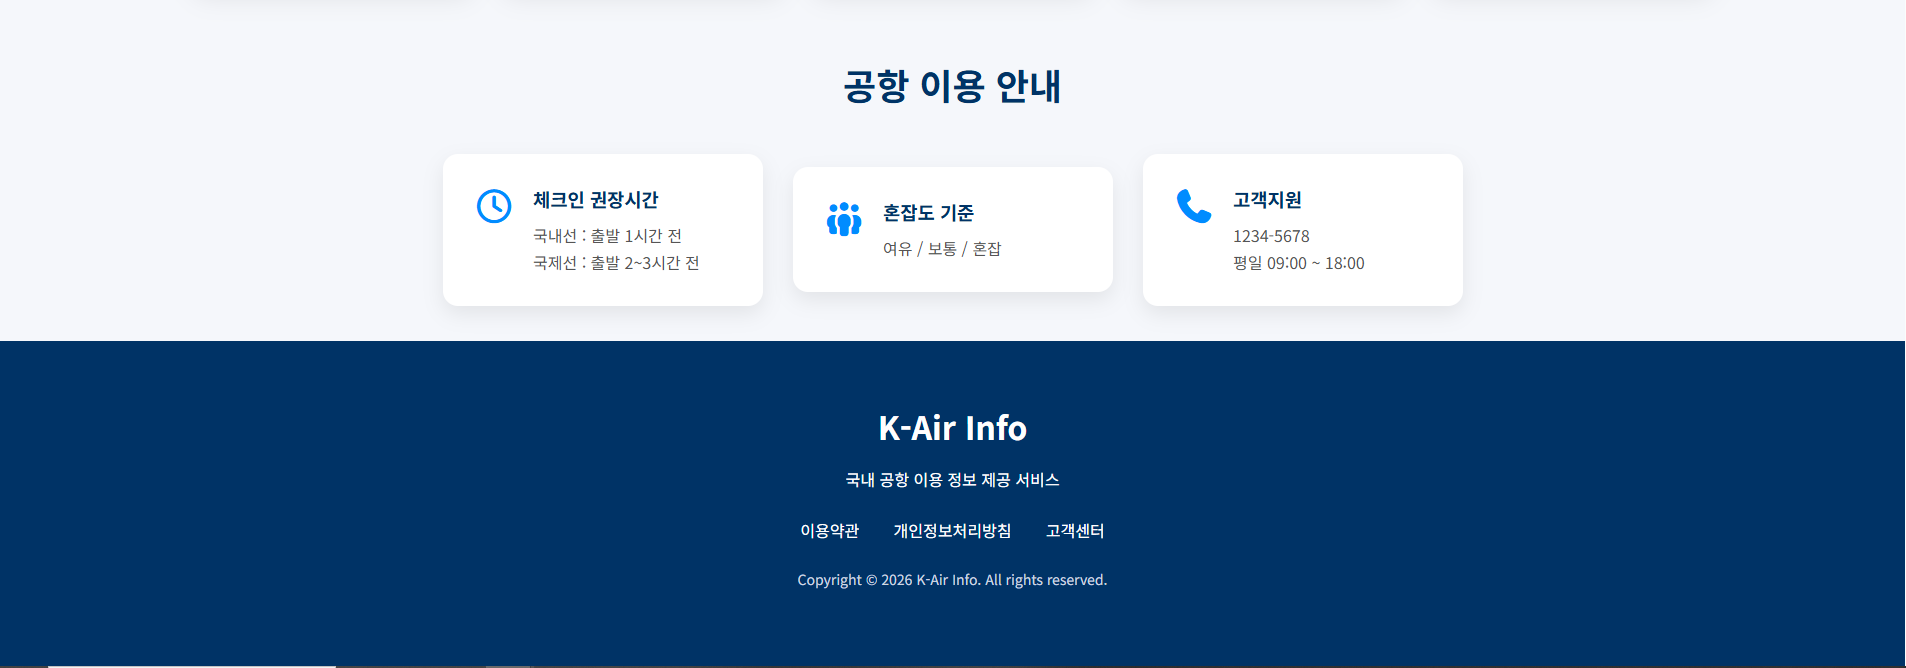 공항 이용 안내
체크인 권장시간
국내선 : 출발 1시간 전
국제선 : 출발 2~3시간 전
혼잡도 기준
여유 / 보통 / 혼잡
고객지원
1234-5678
평일 09:00 ~ 18:00
K-Air Info
국내 공항 이용 정보 제공 서비스
이용약관 개인정보처리방침 고객센터
Copyright © 2026 K-Air Info. All rights reserved.